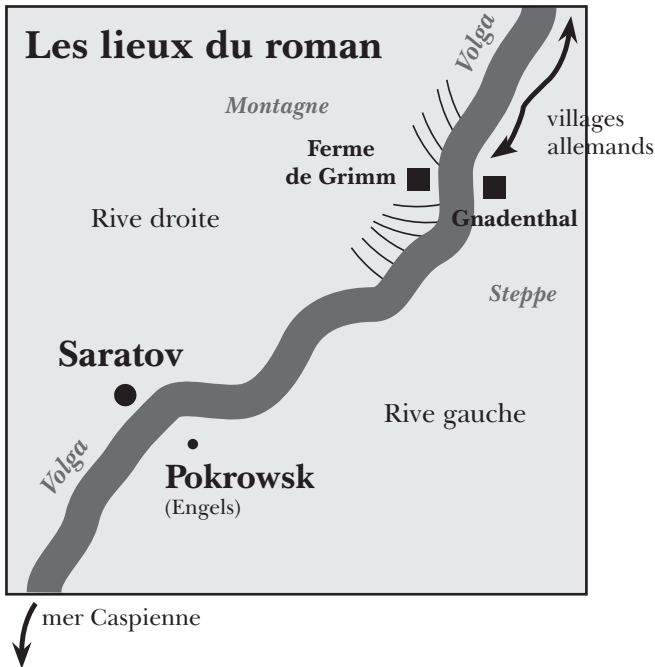 Les lieux du roman
Volga
Montagne
villages
allemands
Ferme
de Grimm
Gnadenthal
Rive droite
Steppe
Saratov
Rive gauche
Volga
Pokrowsk
(Engels)
mer Caspienne